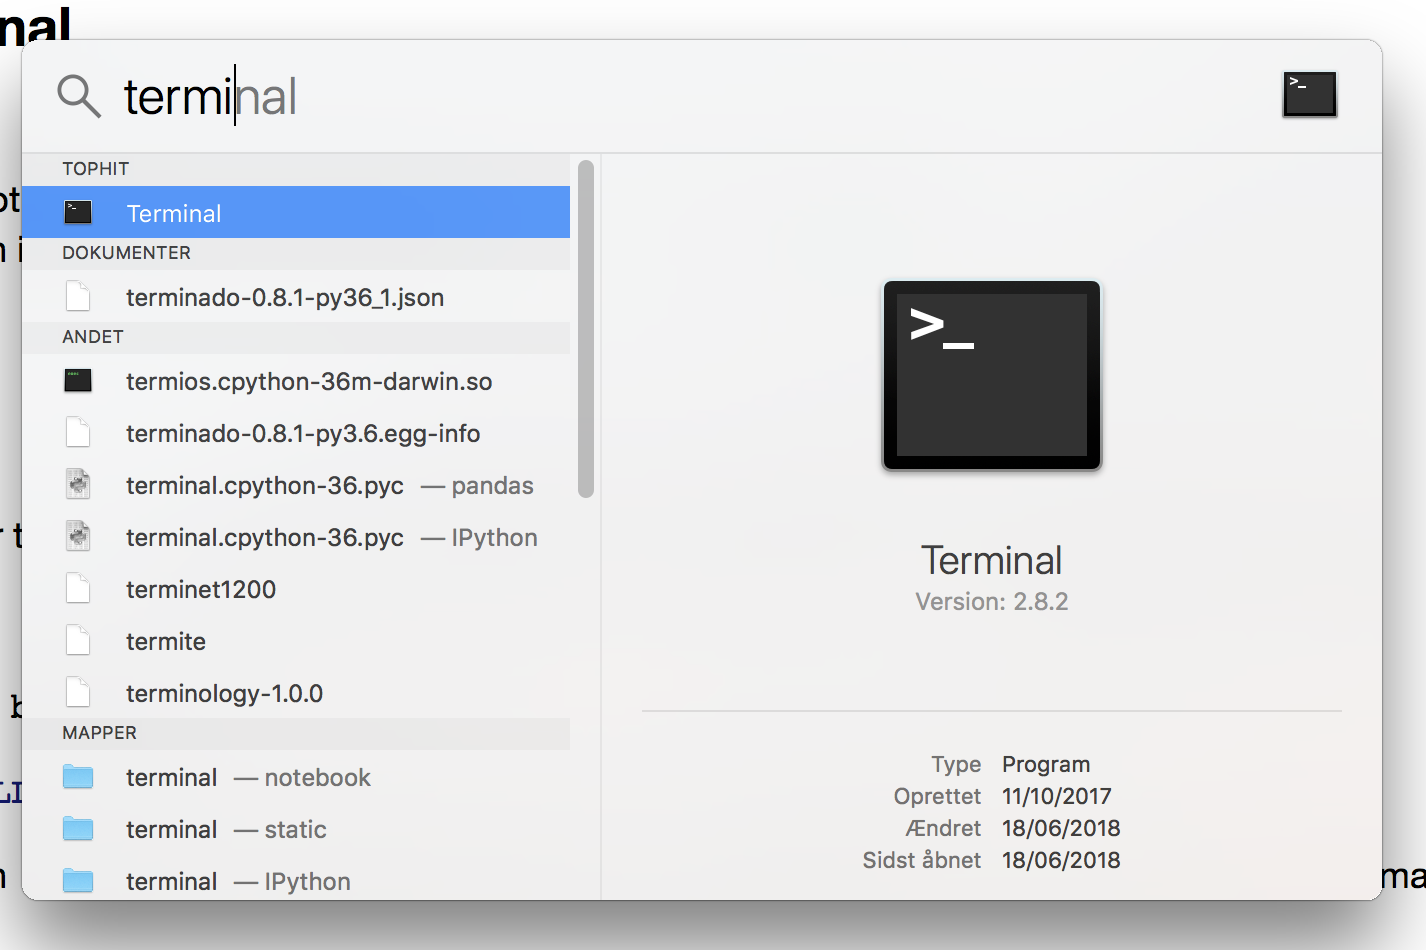 nal
terminal
>_
TOPHIT
>_ Terminal
DOKUMENTER
terminado-0.8.1-py36_1.json
ANDET
termios.cpython-36m-darwin.so
terminado-0.8.1-py3.6.egg-info
terminal.cpython-36.pyc — pandas
terminal.cpython-36.pyc — IPython
terminet1200
termite
terminology-1.0.0
MAPPER
terminal — notebook
terminal — static
terminal — IPython
>_
Terminal
Version: 2.8.2
Type Program
Oprettet 11/10/2017
Ændret 18/06/2018
Sidst åbnet 18/06/2018
ma